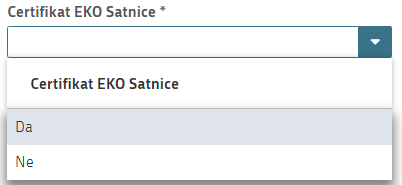 Certifikat EKO Satnice *
Certifikat EKO Satnice
Da
Ne